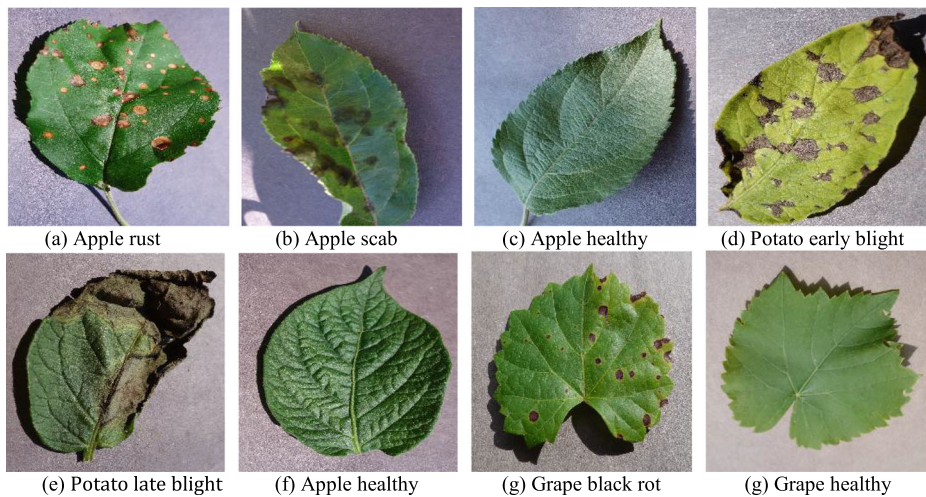 (a) Apple rust
(b) Apple scab
(c) Apple healthy
(d) Potato early blight
(e) Potato late blight
(f) Apple healthy
(g) Grape black rot
(g) Grape healthy